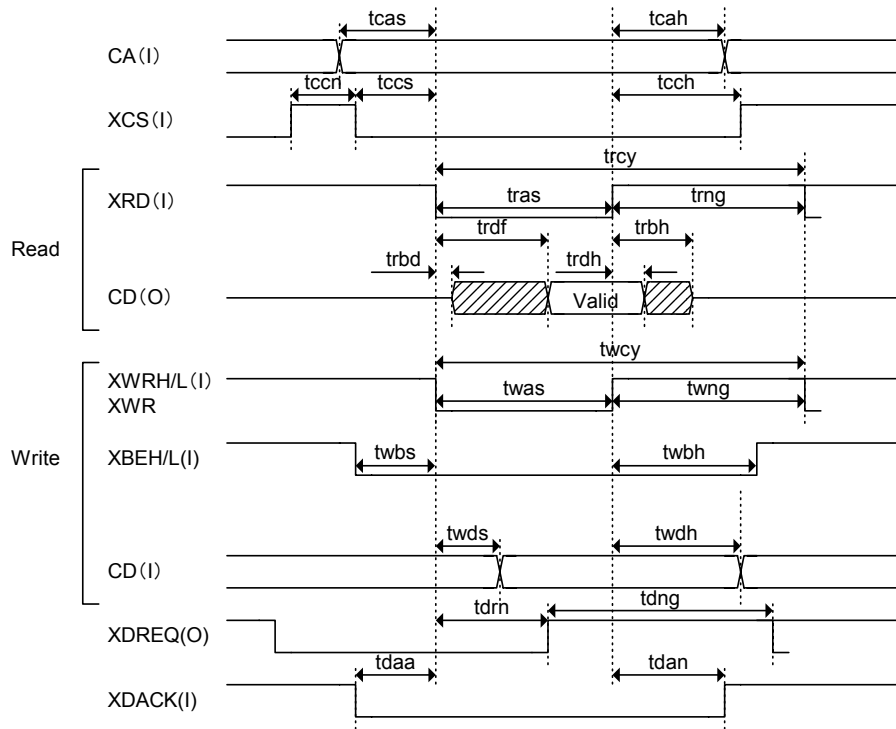 tcas tcah
CA(I)
tccn tccs tcch
XCS(I)
trcy
XRD(I) tras trng
Read
trdf trbh
trbd trdh
CD(O) Valid
twcy
XWRH/L(I)
XWR twas twng
Write
XBEH/L(I) twbs twbh
twds twdh
CD(I)
tdrn tdng
XDREQ(O)
tdaa tdan
XDACK(I)